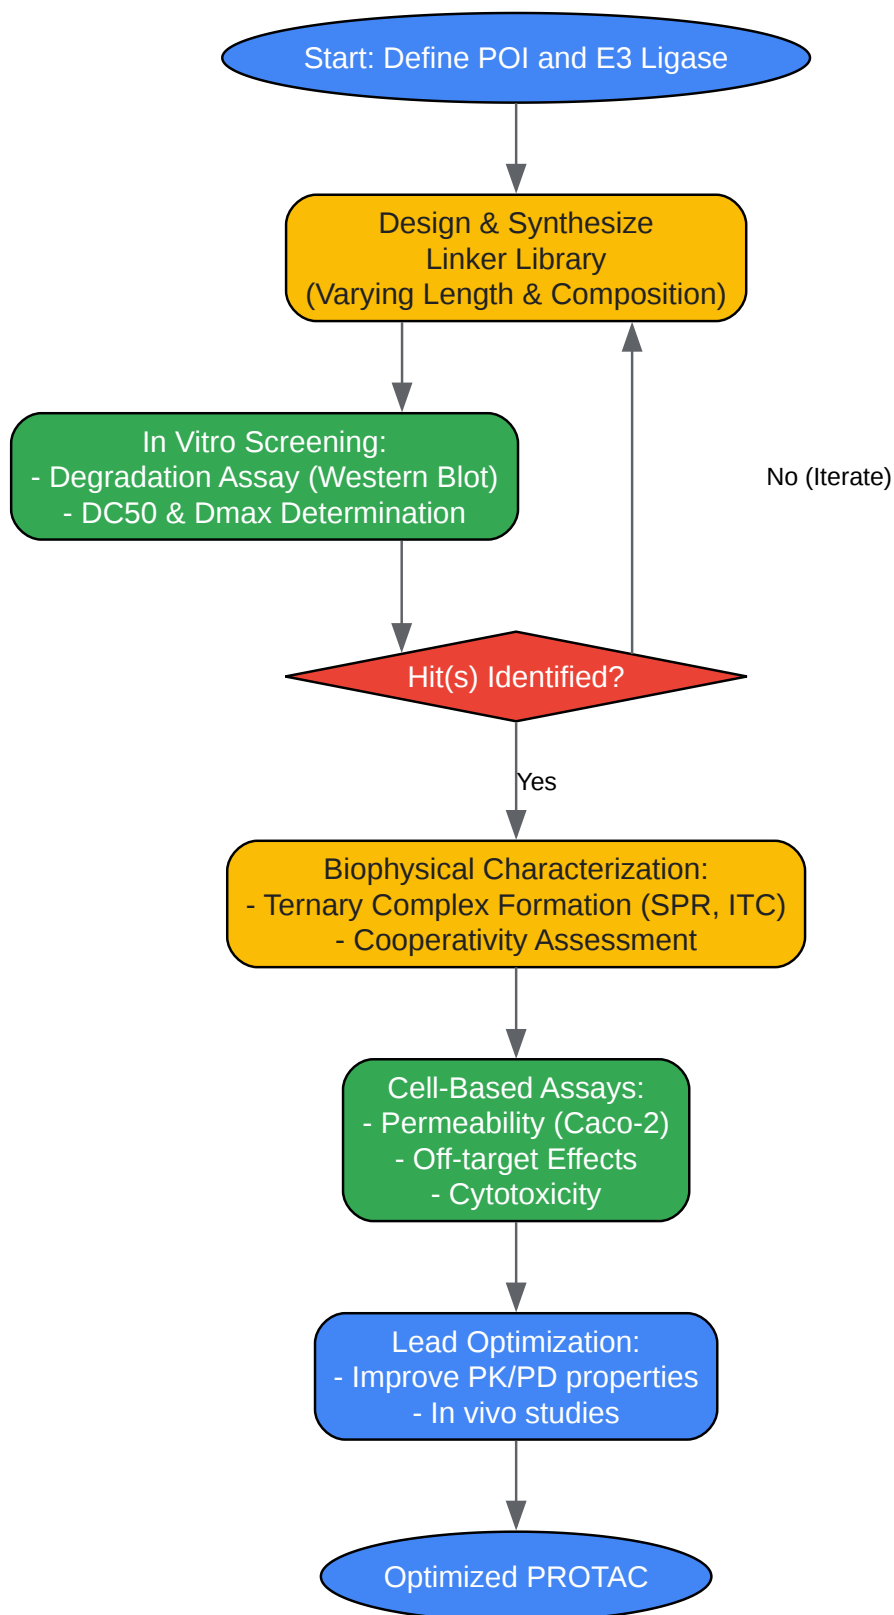 Start: Define POI and E3 Ligase
Design & Synthesize
Linker Library
(Varying Length & Composition)
In Vitro Screening:
- Degradation Assay (Western Blot)
- DC50 & Dmax Determination
No (Iterate)
Hit(s) Identified?
Yes
Biophysical Characterization:
- Ternary Complex Formation (SPR, ITC)
- Cooperativity Assessment
Cell-Based Assays:
- Permeability (Caco-2)
- Off-target Effects
- Cytotoxicity
Lead Optimization:
- Improve PK/PD properties
- In vivo studies
Optimized PROTAC